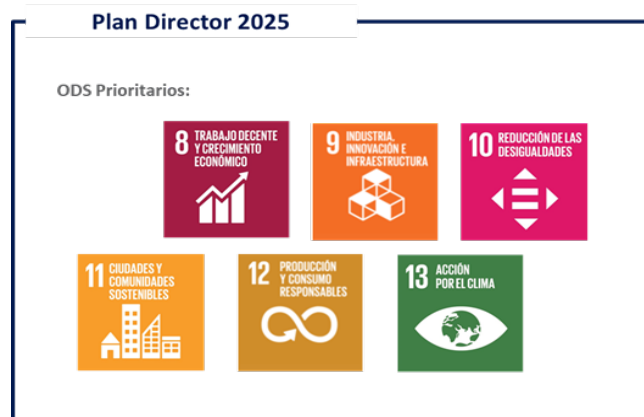 Plan Director 2025
ODS Prioritarios:
8 TRABAJO DECENTE
Y CRECIMIENTO
ECONÓMICO
9 INDUSTRIA,
INNOVACIÓN E
INFRAESTRUCTURA
10 REDUCCIÓN DE LAS
DESIGUALDADES
11 CIUDADES Y
COMUNIDADES
SOSTENIBLES
12 PRODUCCIÓN
Y CONSUMO
RESPONSABLES
13 ACCIÓN
POR EL CLIMA